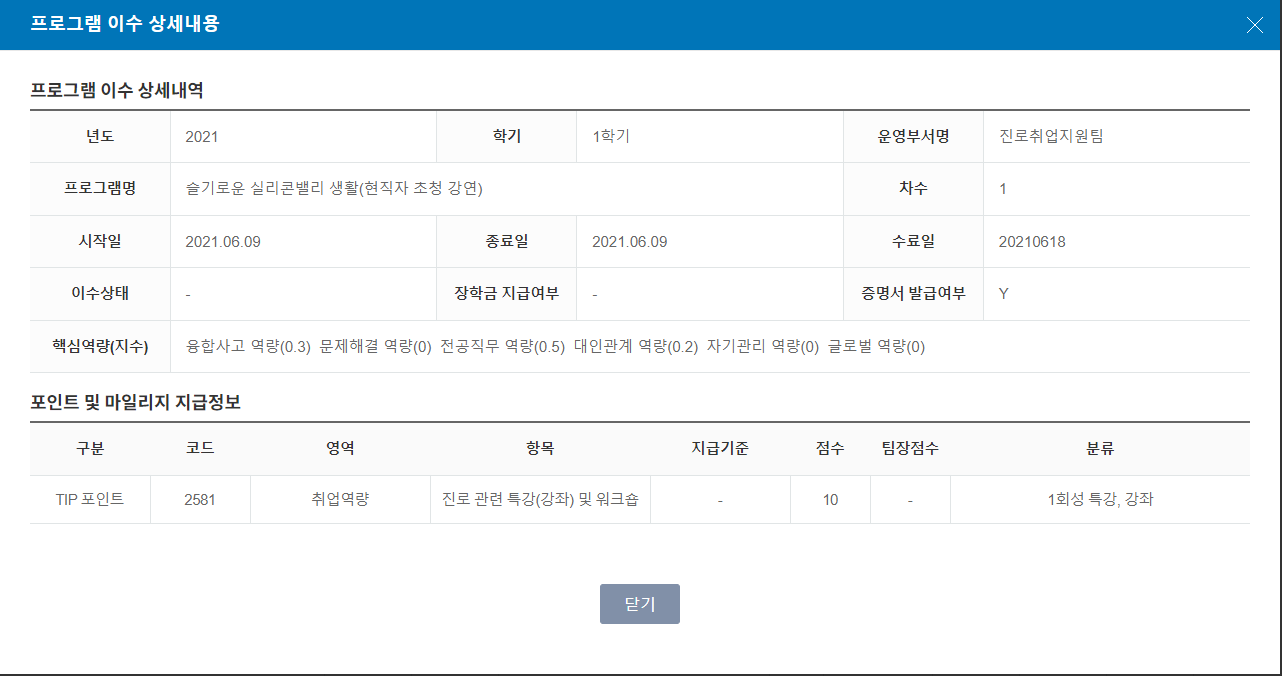 프로그램 이수 상세내용
프로그램 이수 상세내역
년도 2021 학기 1학기 운영부서명 진로취업지원팀
프로그램명 슬기로운 실리콘밸리 생활(현직자 초청 강연) 차수 1
시작일 2021.06.09 종료일 2021.06.09 수료일 20210618
이수상태 - 장학금 지급여부 - 증명서 발급여부 Y
핵심역량(지수) 융합사고 역량(0.3) 문제해결 역량(0) 전공직무 역량(0.5) 대인관계 역량(0.2) 자기관리 역량(0) 글로벌 역량(0)
포인트 및 마일리지 지급정보
구분 코드 영역 항목 지급기준 점수 팀장점수 분류
TIP 포인트 2581 취업역량 진로 관련 특강(강좌) 및 워크숍 - 10 - 1회성 특강, 강좌
닫기